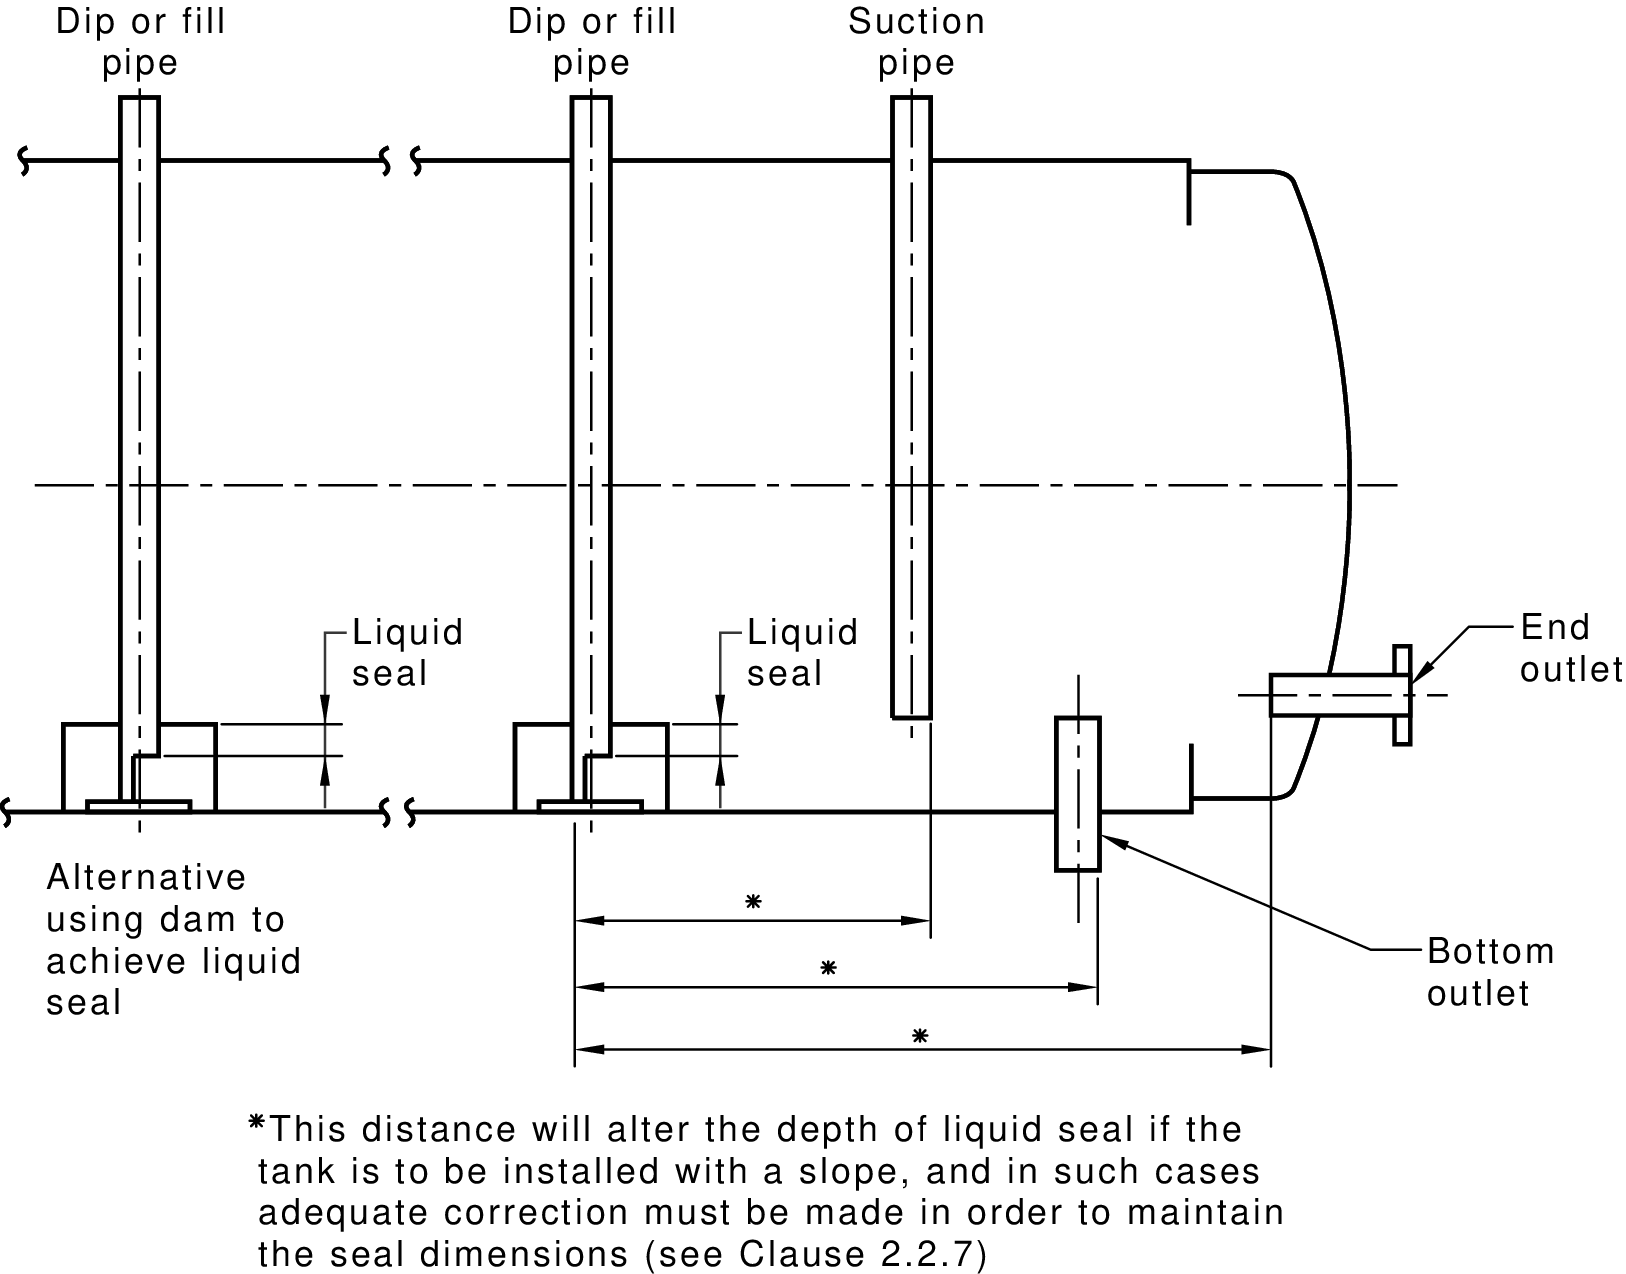 Dip or fill
pipe
Dip or fill
pipe
Suction
pipe
Liquid
seal
Liquid
seal
End
outlet
Alternative
using dam to
achieve liquid
seal
*
*
*
Bottom
outlet
*This distance will alter the depth of liquid seal if the
tank is to be installed with a slope, and in such cases
adequate correction must be made in order to maintain
the seal dimensions (see Clause 2.2.7)